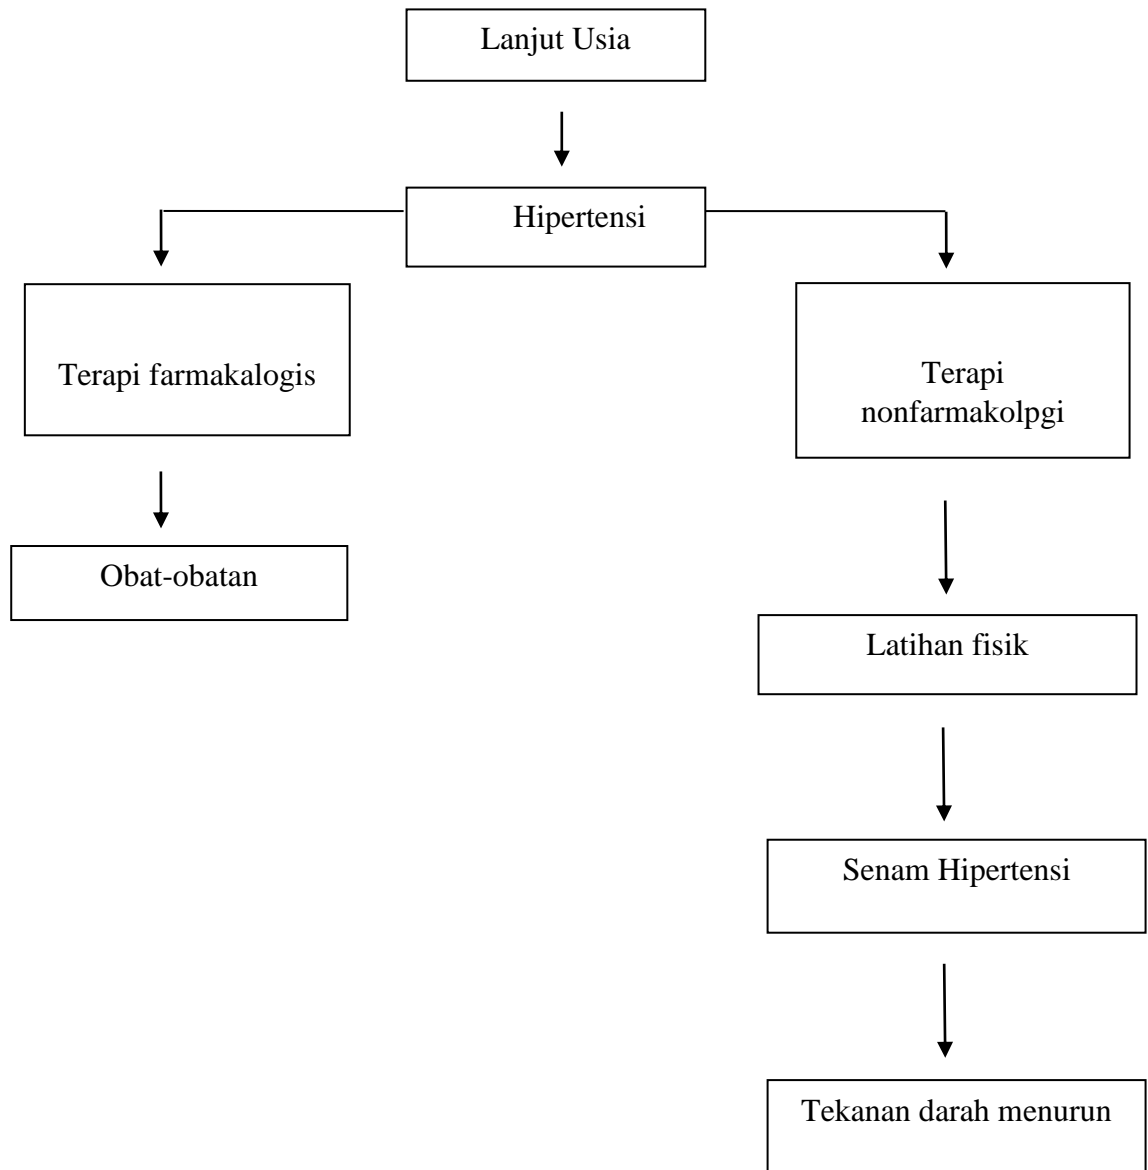 Lanjut Usia
Hipertensi
Terapi farmakalogis
Terapi
nonfarmakolpgi
Obat-obatan
Latihan fisik
Senam Hipertensi
Tekanan darah menurun